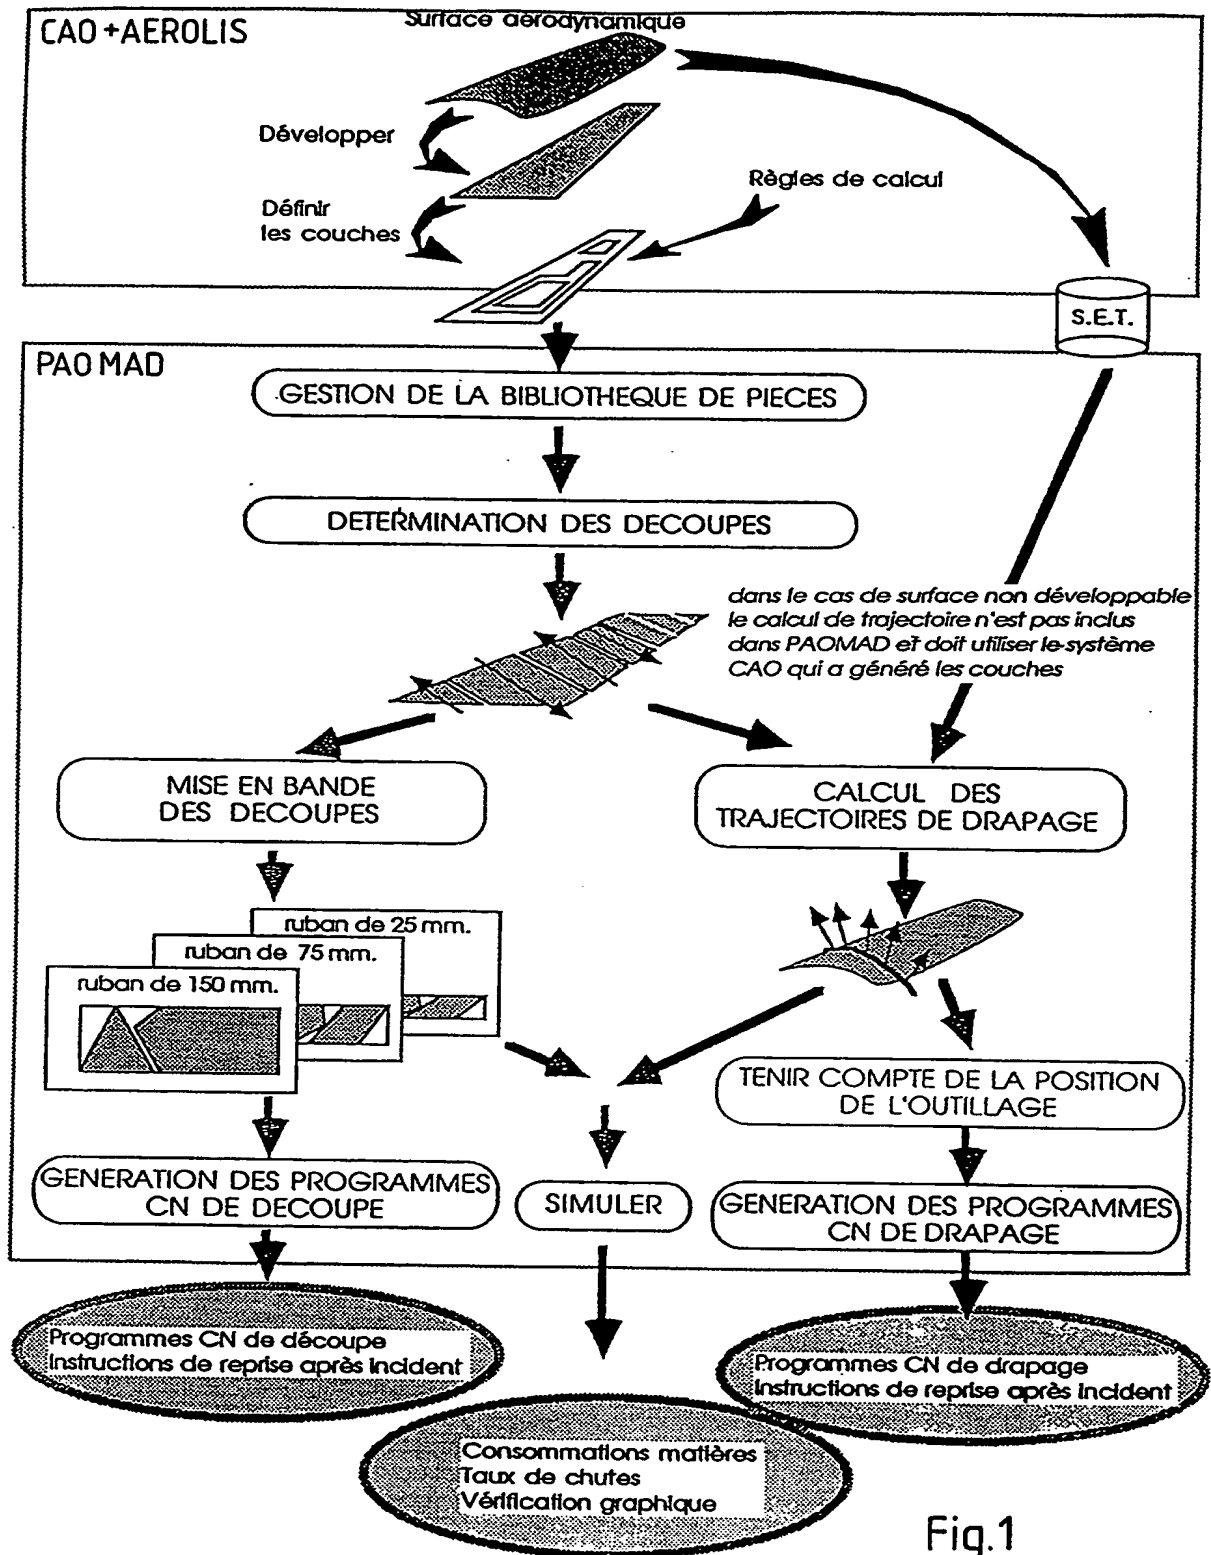 CAO+AEROLIS
Surface aérodynamique
Développer
Règles de calcul
Définir
les couches
S.E.T.
PAO MAD
GESTION DE LA BIBLIOTHEQUE DE PIECES
DETERMINATION DES DECOUPES
dans le cas de surface non développable
le calcul de trajectoire n'est pas inclus
dans PAOMAD et doit utiliser le système
CAO qui a généré les couches
MISE EN BANDE
DES DECOUPES
CALCUL DES
TRAJECTOIRES DE DRAPAGE
ruban de 25 mm.
ruban de 75 mm.
ruban de 150 mm.
TENIR COMPTE DE LA POSITION
DE L'OUTILLAGE
GENERATION DES PROGRAMMES
CN DE DECOUPE
SIMULER
GENERATION DES PROGRAMMES
CN DE DRAPAGE
Programmes CN de découpe
Instructions de reprise après incident
Programmes CN de drapage
Instructions de reprise après incident
Consommations matières
Taux de chutes
Vérification graphique
Fig.1